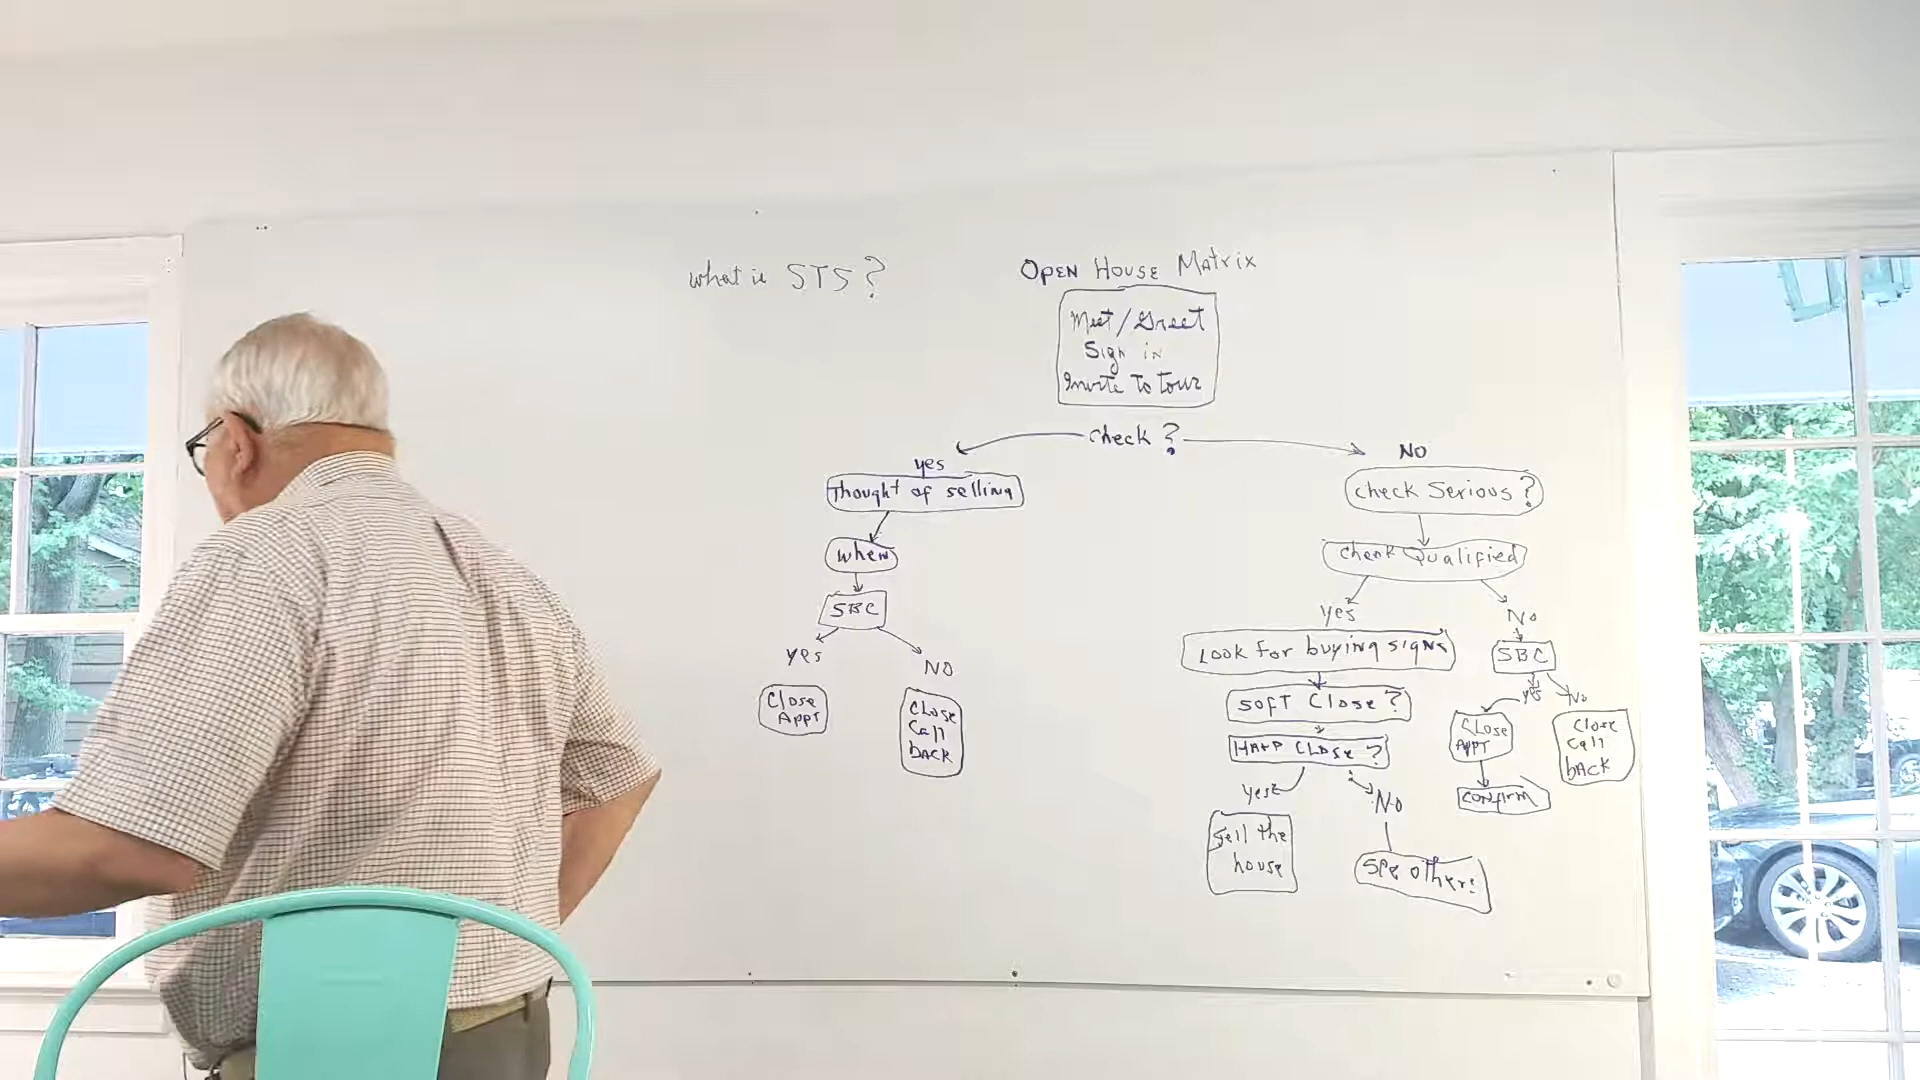 what is STS?
OPEN HOUSE MATRIX
Meet/Greet
Sign in
Invite To Tour
check?
yes
NO
Thought of selling
check Serious?
when
check Qualified
SBC
yes
No
yes
NO
Look for buying signs
SBC
yes
No
Close
APPT
CLose
call
bACK
SOFT CLose?
HARD CLose?
CLose
APPT
Close
call
bACK
yes
No
confirm
Sell the
house
See others